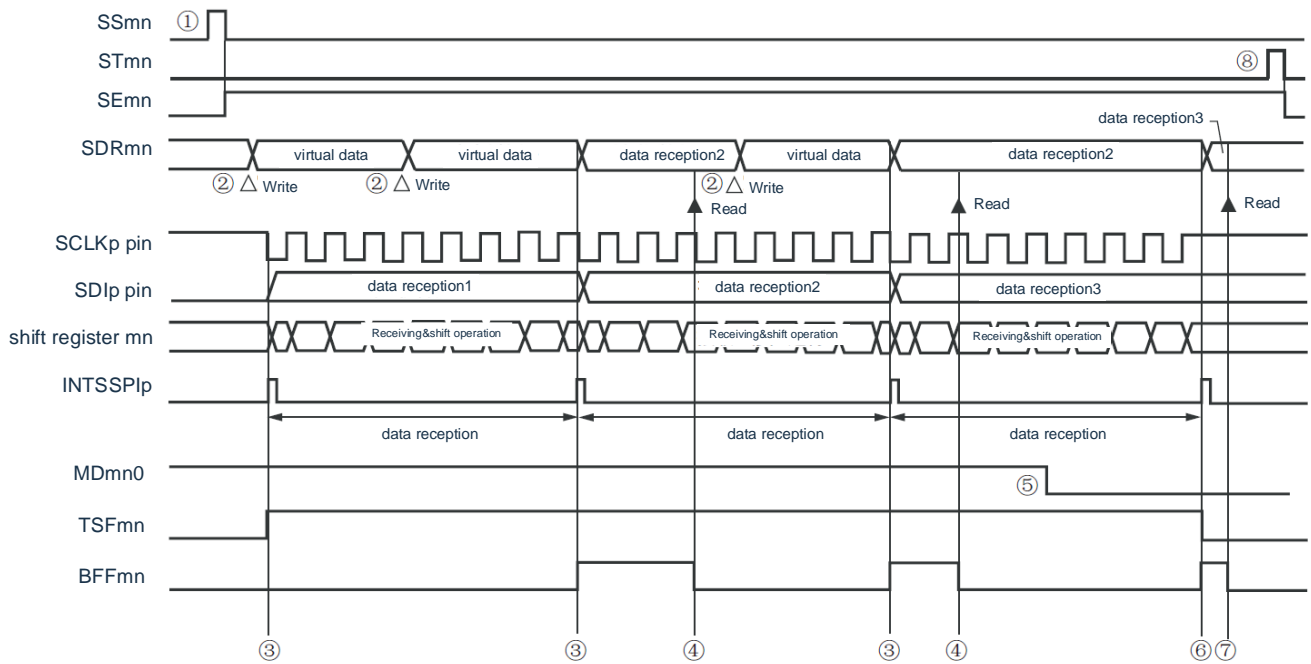 ① SSmn
STmn ⑧
SEmn
data reception3
SDRmn virtual data virtual data data reception2 virtual data data reception2
② △ Write ② △ Write ② △ Write
▲ Read ▲ Read ▲ Read
SCLKp pin
SDIp pin data reception1 data reception2 data reception3
shift register mn Receiving&shift operation Receiving&shift operation Receiving&shift operation
INTSSPIp
data reception data reception data reception
MDmn0 ⑤
TSFmn
BFFmn
③ ③ ④ ③ ④ ⑥ ⑦